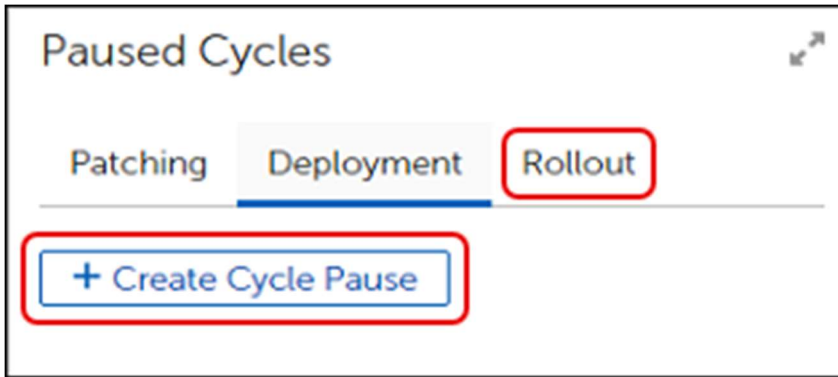 Paused Cycles
Patching Deployment Rollout
+ Create Cycle Pause